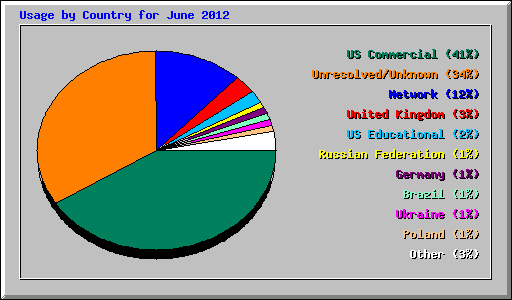 Usage by Country for June 2012
US Commercial (41%)
Unresolved/Unknown (34%)
Network (12%)
United Kingdom (3%)
US Educational (2%)
Russian Federation (1%)
Germany (1%)
Brazil (1%)
Ukraine (1%)
Poland (1%)
Other (3%)